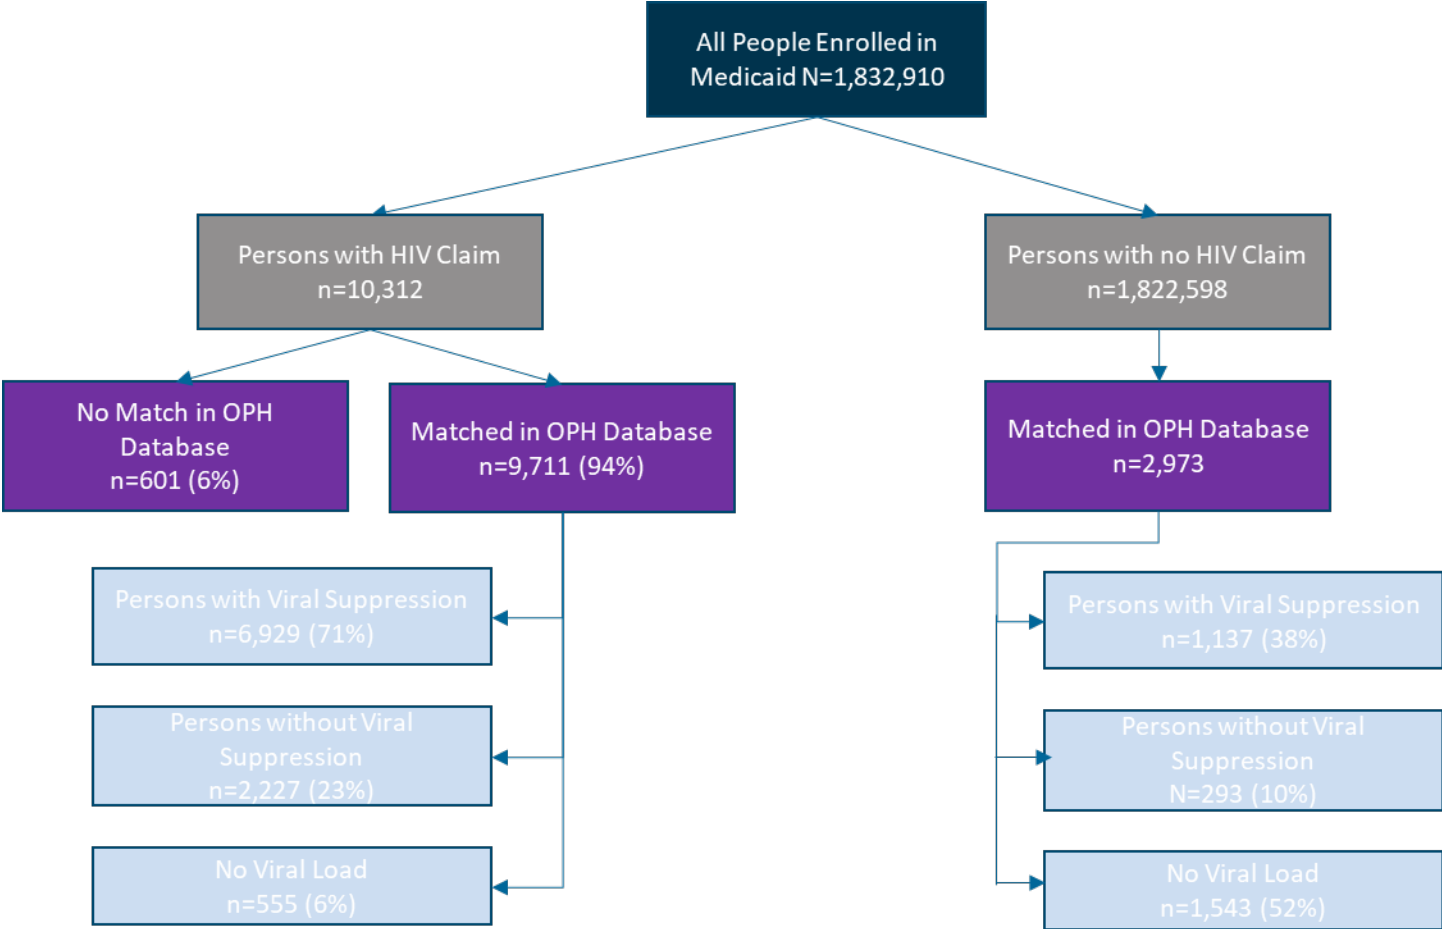 All People Enrolled in
Medicaid N=1,832,910
Persons with HIV Claim
n=10,312
Persons with no HIV Claim
n=1,822,598
No Match in OPH
Database
n=601 (6%)
Matched in OPH Database
n=9,711 (94%)
Matched in OPH Database
n=2,973
Persons with Viral Suppression
n=6,929 (71%)
Persons without Viral
Suppression
n=2,227 (23%)
No Viral Load
n=555 (6%)
Persons with Viral Suppression
n=1,137 (38%)
Persons without Viral
Suppression
N=293 (10%)
No Viral Load
n=1,543 (52%)